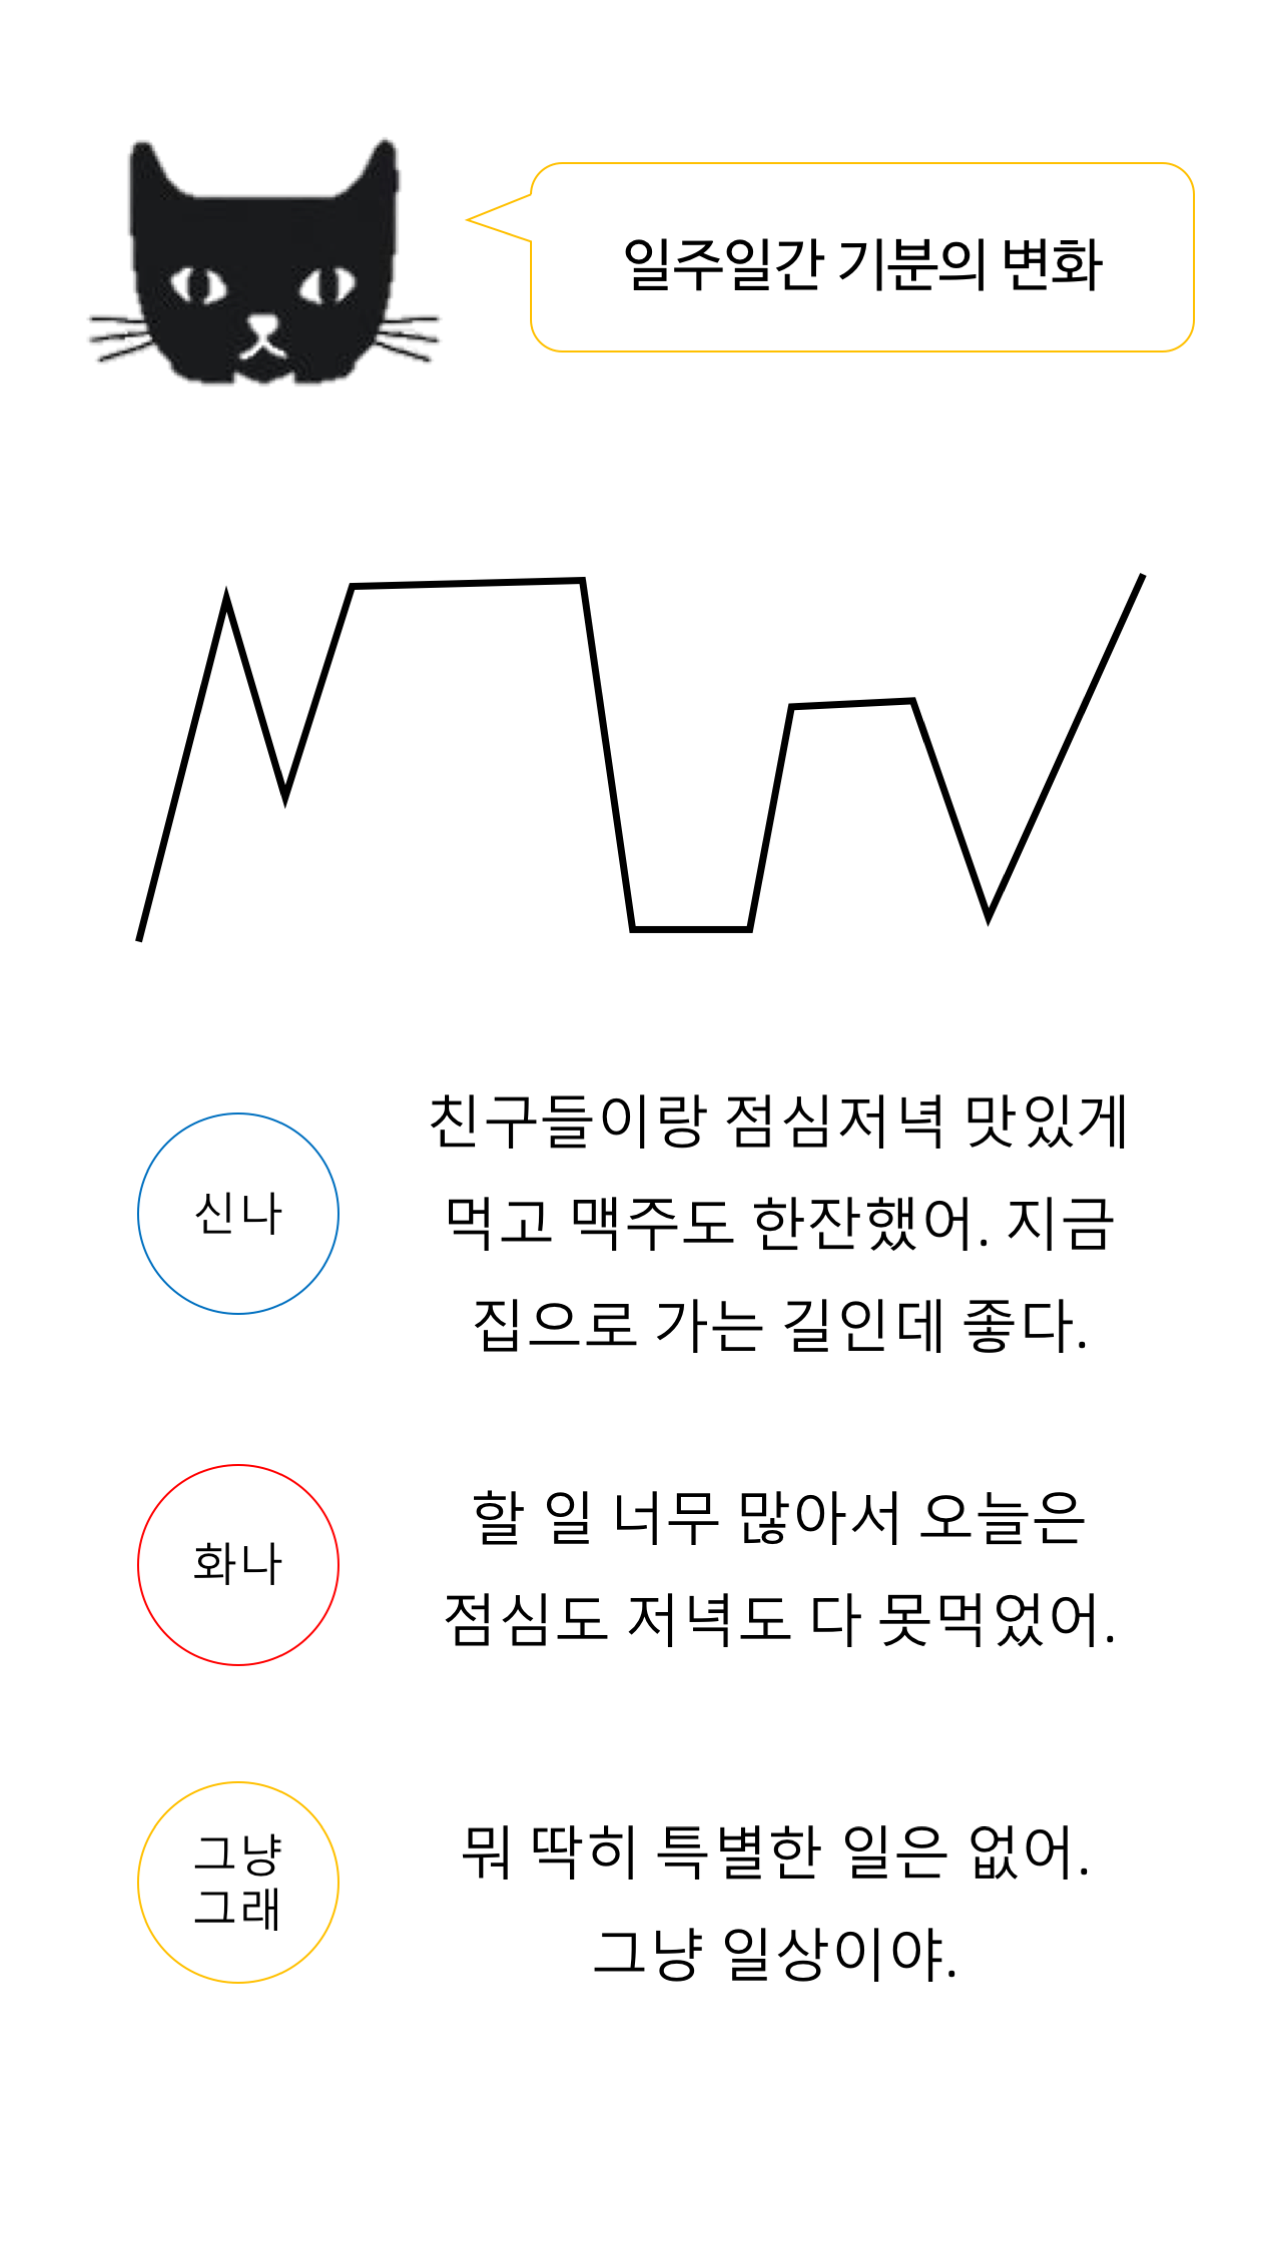 일주일간 기분의 변화
신나
친구들이랑 점심저녁 맛있게
먹고 맥주도 한잔했어. 지금
집으로 가는 길인데 좋다.
화나
할 일 너무 많아서 오늘은
점심도 저녁도 다 못먹었어.
그냥
그래
뭐 딱히 특별한 일은 없어.
그냥 일상이야.